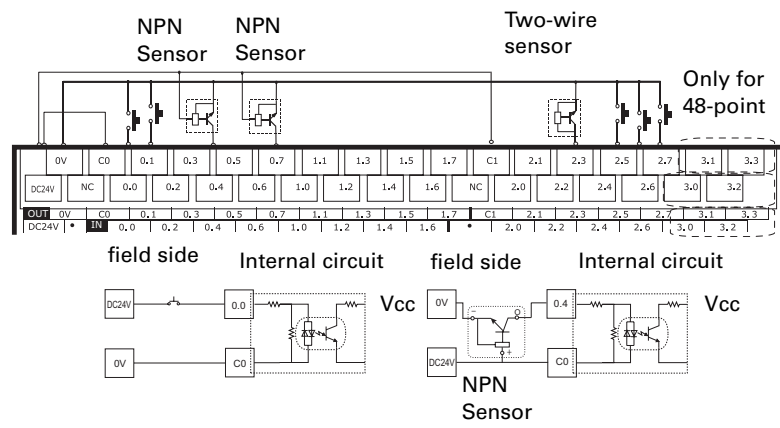 NPN Sensor
NPN Sensor
Two-wire sensor
Only for 48-point
0V C0 0.1 0.3 0.5 0.7 1.1 1.3 1.5 1.7 C1 2.1 2.3 2.5 2.7 3.1 3.3
DC24V NC 0.0 0.2 0.4 0.6 1.0 1.2 1.4 1.6 NC 2.0 2.2 2.4 2.6 3.0 3.2
OUT 0V C0 0.1 0.3 0.5 0.7 1.1 1.3 1.5 1.7 C1 2.1 2.3 2.5 2.7 3.1 3.3
DC24V • IN 0.0 0.2 0.4 0.6 1.0 1.2 1.4 1.6 • 2.0 2.2 2.4 2.6 3.0 3.2
field side Internal circuit field side Internal circuit
DC24V 0.0 Vcc
0V C0
0V − O 0.4 Vcc
DC24V + C0
NPN
Sensor